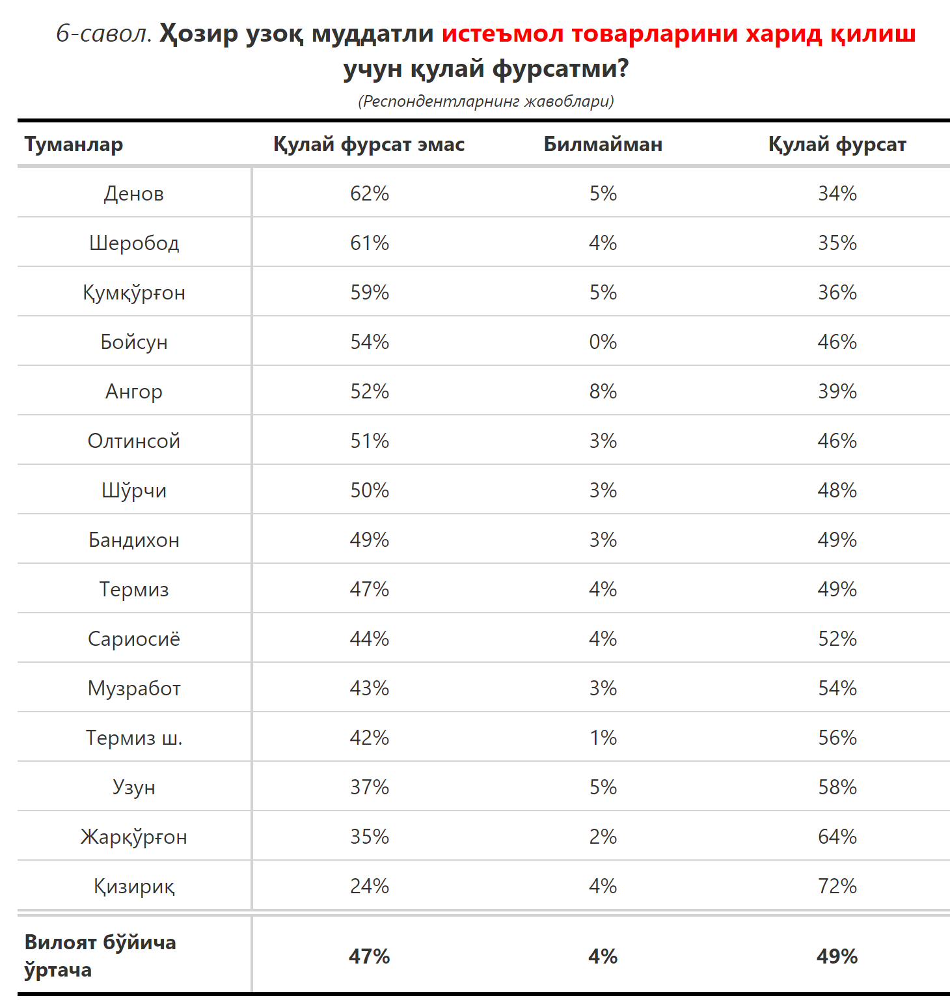 6-савол. Ҳозир узоқ муддатли истеъмол товарларини харид қилиш
учун қулай фурсатми?
(Респондентларнинг жавоблари)
Туманлар Қулай фурсат эмас Билмайман Қулай фурсат
Денов 62% 5% 34%
Шеробод 61% 4% 35%
Қумқўрғон 59% 5% 36%
Бойсун 54% 0% 46%
Ангор 52% 8% 39%
Олтинсой 51% 3% 46%
Шўрчи 50% 3% 48%
Бандихон 49% 3% 49%
Термиз 47% 4% 49%
Сариосиё 44% 4% 52%
Музработ 43% 3% 54%
Термиз ш. 42% 1% 56%
Узун 37% 5% 58%
Жарқўрғон 35% 2% 64%
Қизириқ 24% 4% 72%
Вилоят бўйича
ўртача 47% 4% 49%